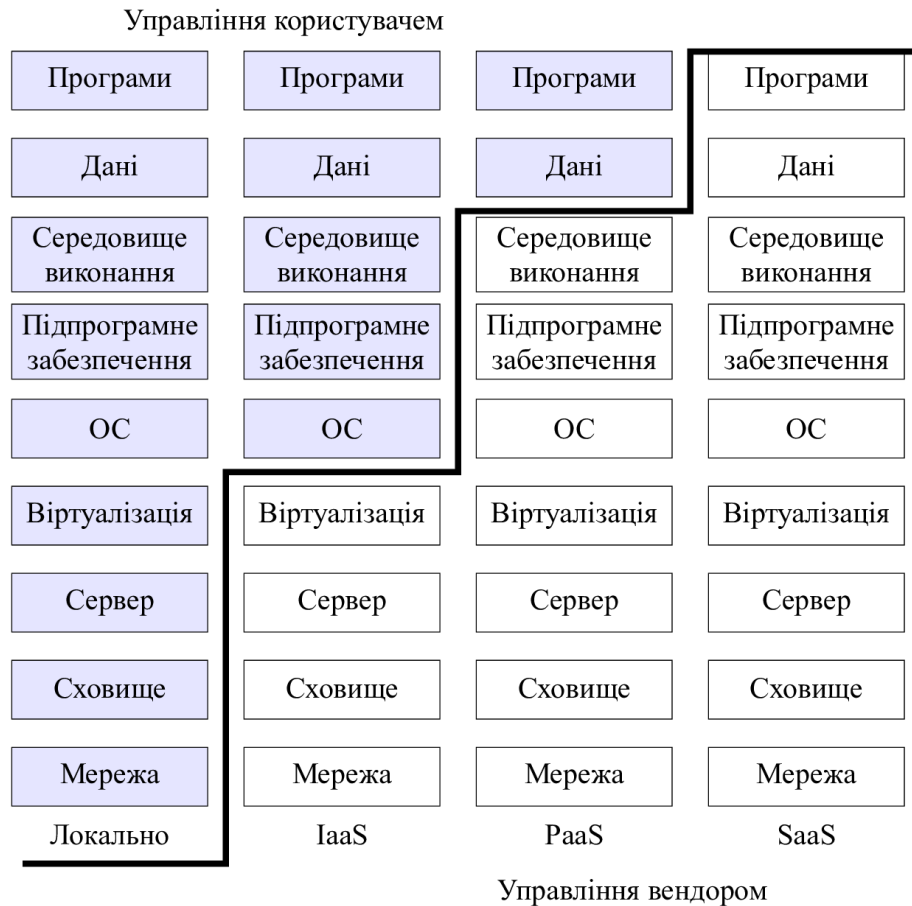 Управління користувачем
Програми Програми Програми Програми
Дані Дані Дані Дані
Середовище Середовище Середовище Середовище
виконання виконання виконання виконання
Підпрограмне Підпрограмне Підпрограмне Підпрограмне
забезпечення забезпечення забезпечення забезпечення
ОС ОС ОС ОС
Віртуалізація Віртуалізація Віртуалізація Віртуалізація
Сервер Сервер Сервер Сервер
Сховище Сховище Сховище Сховище
Мережа Мережа Мережа Мережа
Локально IaaS PaaS SaaS
Управління вендором